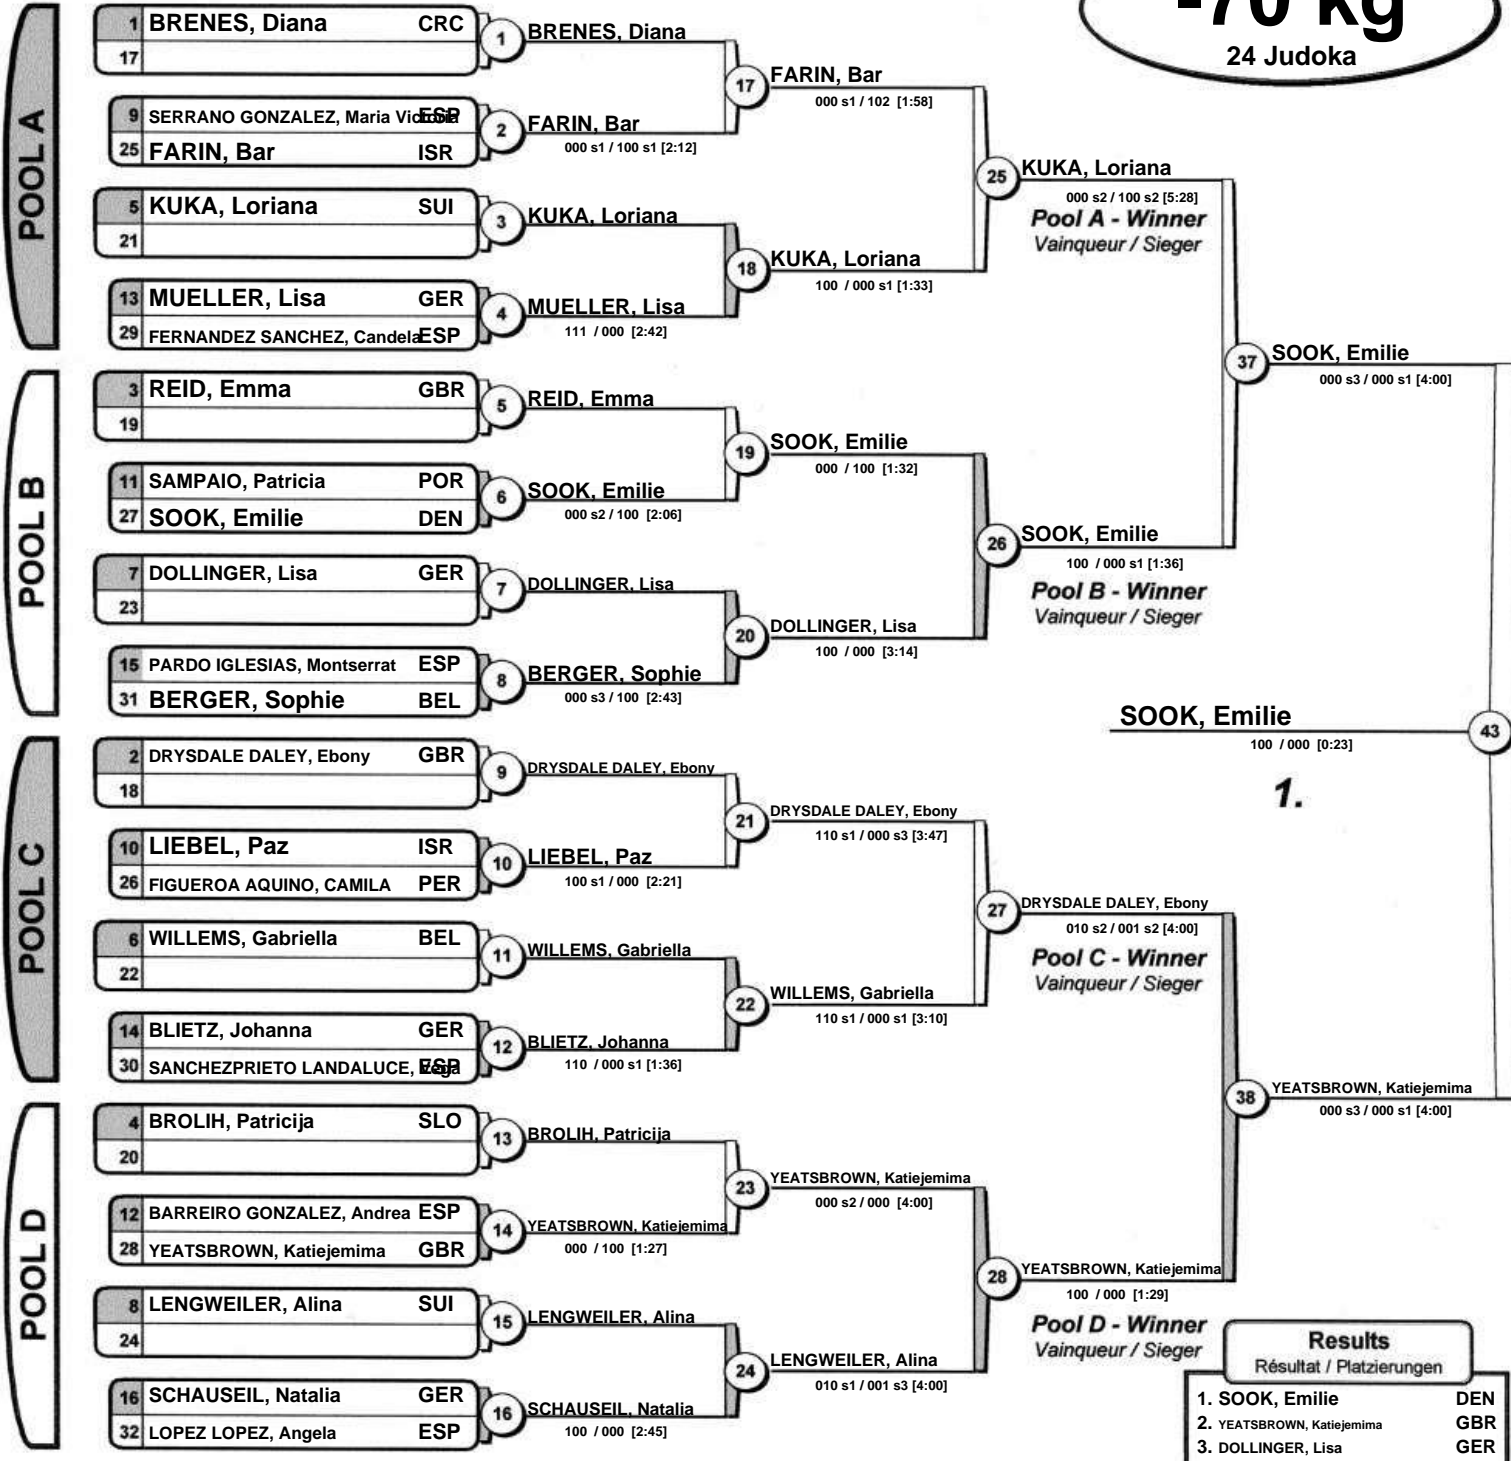 -70 kg
24 Judoka
POOL A
1 BRENES, Diana CRC
17
1 BRENES, Diana
9 SERRANO GONZALEZ, Maria Victoria ESP
25 FARIN, Bar ISR
2 FARIN, Bar
000 s1 / 100 s1 [2:12]
17 FARIN, Bar
000 s1 / 102 [1:58]
5 KUKA, Loriana SUI
21
3 KUKA, Loriana
13 MUELLER, Lisa GER
29 FERNANDEZ SANCHEZ, Candela ESP
4 MUELLER, Lisa
111 / 000 [2:42]
18 KUKA, Loriana
100 / 000 s1 [1:33]
25 KUKA, Loriana
000 s2 / 100 s2 [5:28]
Pool A - Winner
Vainqueur / Sieger
POOL B
3 REID, Emma GBR
19
5 REID, Emma
11 SAMPAIO, Patricia POR
27 SOOK, Emilie DEN
6 SOOK, Emilie
000 s2 / 100 [2:06]
19 SOOK, Emilie
000 / 100 [1:32]
7 DOLLINGER, Lisa GER
23
7 DOLLINGER, Lisa
15 PARDO IGLESIAS, Montserrat ESP
31 BERGER, Sophie BEL
8 BERGER, Sophie
000 s3 / 100 [2:43]
20 DOLLINGER, Lisa
100 / 000 [3:14]
26 SOOK, Emilie
100 / 000 s1 [1:36]
Pool B - Winner
Vainqueur / Sieger
37 SOOK, Emilie
000 s3 / 000 s1 [4:00]
SOOK, Emilie 43
100 / 000 [0:23]
1.
POOL C
2 DRYSDALE DALEY, Ebony GBR
18
9 DRYSDALE DALEY, Ebony
10 LIEBEL, Paz ISR
26 FIGUEROA AQUINO, CAMILA PER
10 LIEBEL, Paz
100 s1 / 000 [2:21]
21 DRYSDALE DALEY, Ebony
110 s1 / 000 s3 [3:47]
6 WILLEMS, Gabriella BEL
22
11 WILLEMS, Gabriella
14 BLIETZ, Johanna GER
30 SANCHEZPRIETO LANDALUCE, Vega ESP
12 BLIETZ, Johanna
110 / 000 s1 [1:36]
22 WILLEMS, Gabriella
110 s1 / 000 s1 [3:10]
27 DRYSDALE DALEY, Ebony
010 s2 / 001 s2 [4:00]
Pool C - Winner
Vainqueur / Sieger
POOL D
4 BROLIH, Patricija SLO
20
13 BROLIH, Patricija
12 BARREIRO GONZALEZ, Andrea ESP
28 YEATSBROWN, Katiejemima GBR
14 YEATSBROWN, Katiejemima
000 / 100 [1:27]
23 YEATSBROWN, Katiejemima
000 s2 / 000 [4:00]
8 LENGWEILER, Alina SUI
24
15 LENGWEILER, Alina
16 SCHAUSEIL, Natalia GER
32 LOPEZ LOPEZ, Angela ESP
16 SCHAUSEIL, Natalia
100 / 000 [2:45]
24 LENGWEILER, Alina
010 s1 / 001 s3 [4:00]
28 YEATSBROWN, Katiejemima
100 / 000 [1:29]
Pool D - Winner
Vainqueur / Sieger
38 YEATSBROWN, Katiejemima
000 s3 / 000 s1 [4:00]
Results
Résultat / Platzierungen
1. SOOK, Emilie DEN
2. YEATSBROWN, Katiejemima GBR
3. DOLLINGER, Lisa GER